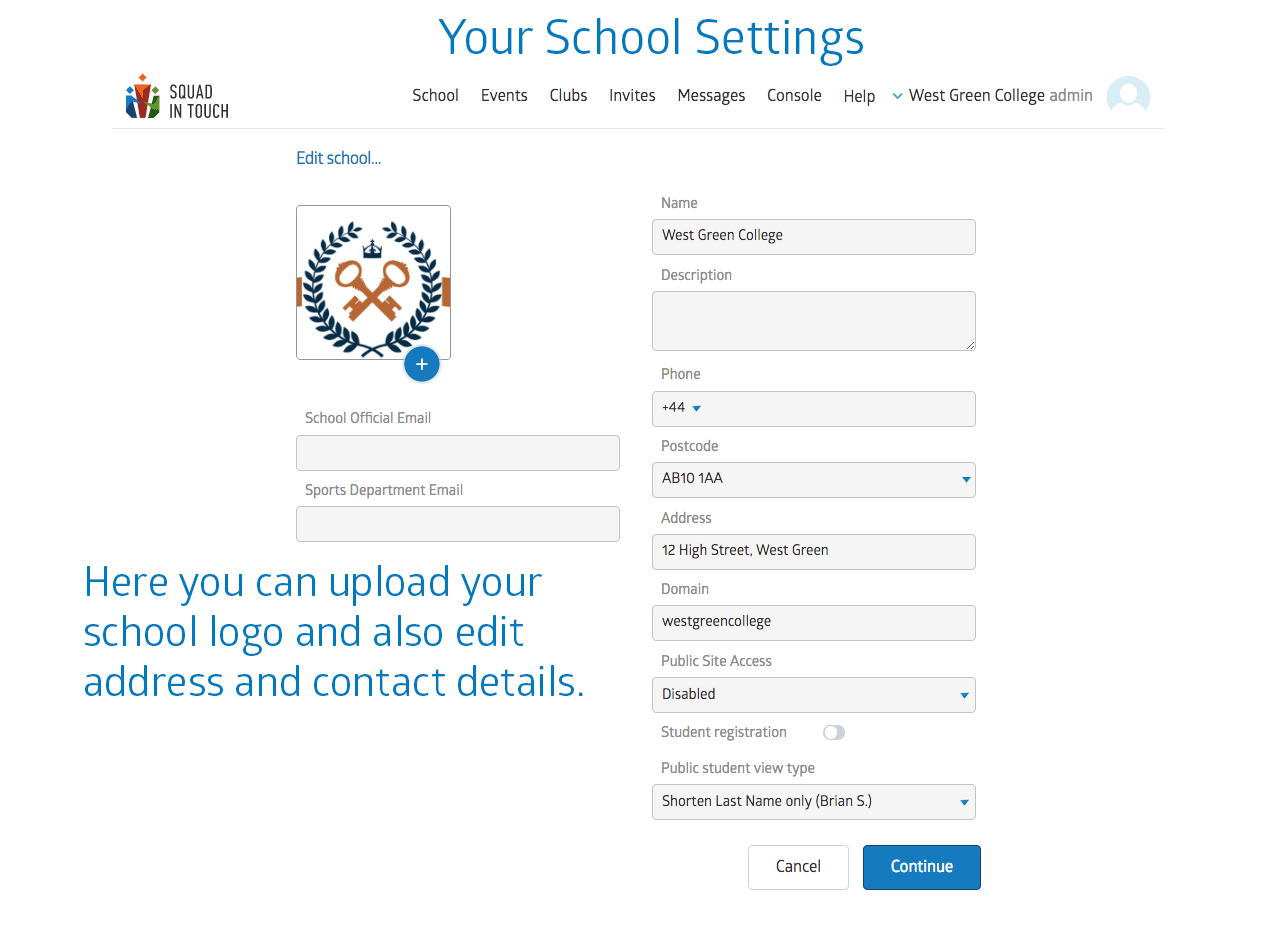 Your School Settings
SQUAD
IN TOUCH
School Events Clubs Invites Messages Console Help West Green College admin
Edit school...
+
School Official Email
Sports Department Email
Here you can upload your
school logo and also edit
address and contact details.
Name
West Green College
Description
Phone
+44
Postcode
AB10 1AA
Address
12 High Street, West Green
Domain
westgreencollege
Public Site Access
Disabled
Student registration
Public student view type
Shorten Last Name only (Brian S.)
Cancel Continue